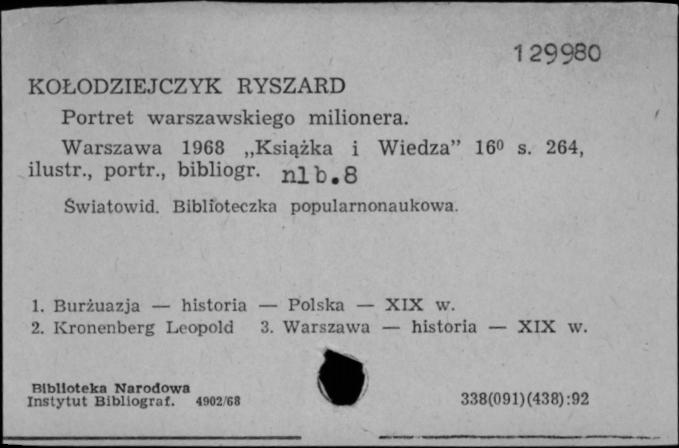 129980
KOŁODZIEJCZYK RYSZARD
Portret warszawskiego milionera.
Warszawa 1968 „Książka i Wiedza” 16⁰ s. 264,
ilustr., portr., bibliogr. nlb.8
Światowid. Biblioteczka popularnonaukowa.
1. Burżuazja — historia — Polska — XIX w.
2. Kronenberg Leopold 3. Warszawa — historia — XIX w.
Biblioteka Narodowa
Instytut Bibliograf. 4902/68 338(091)(438):92